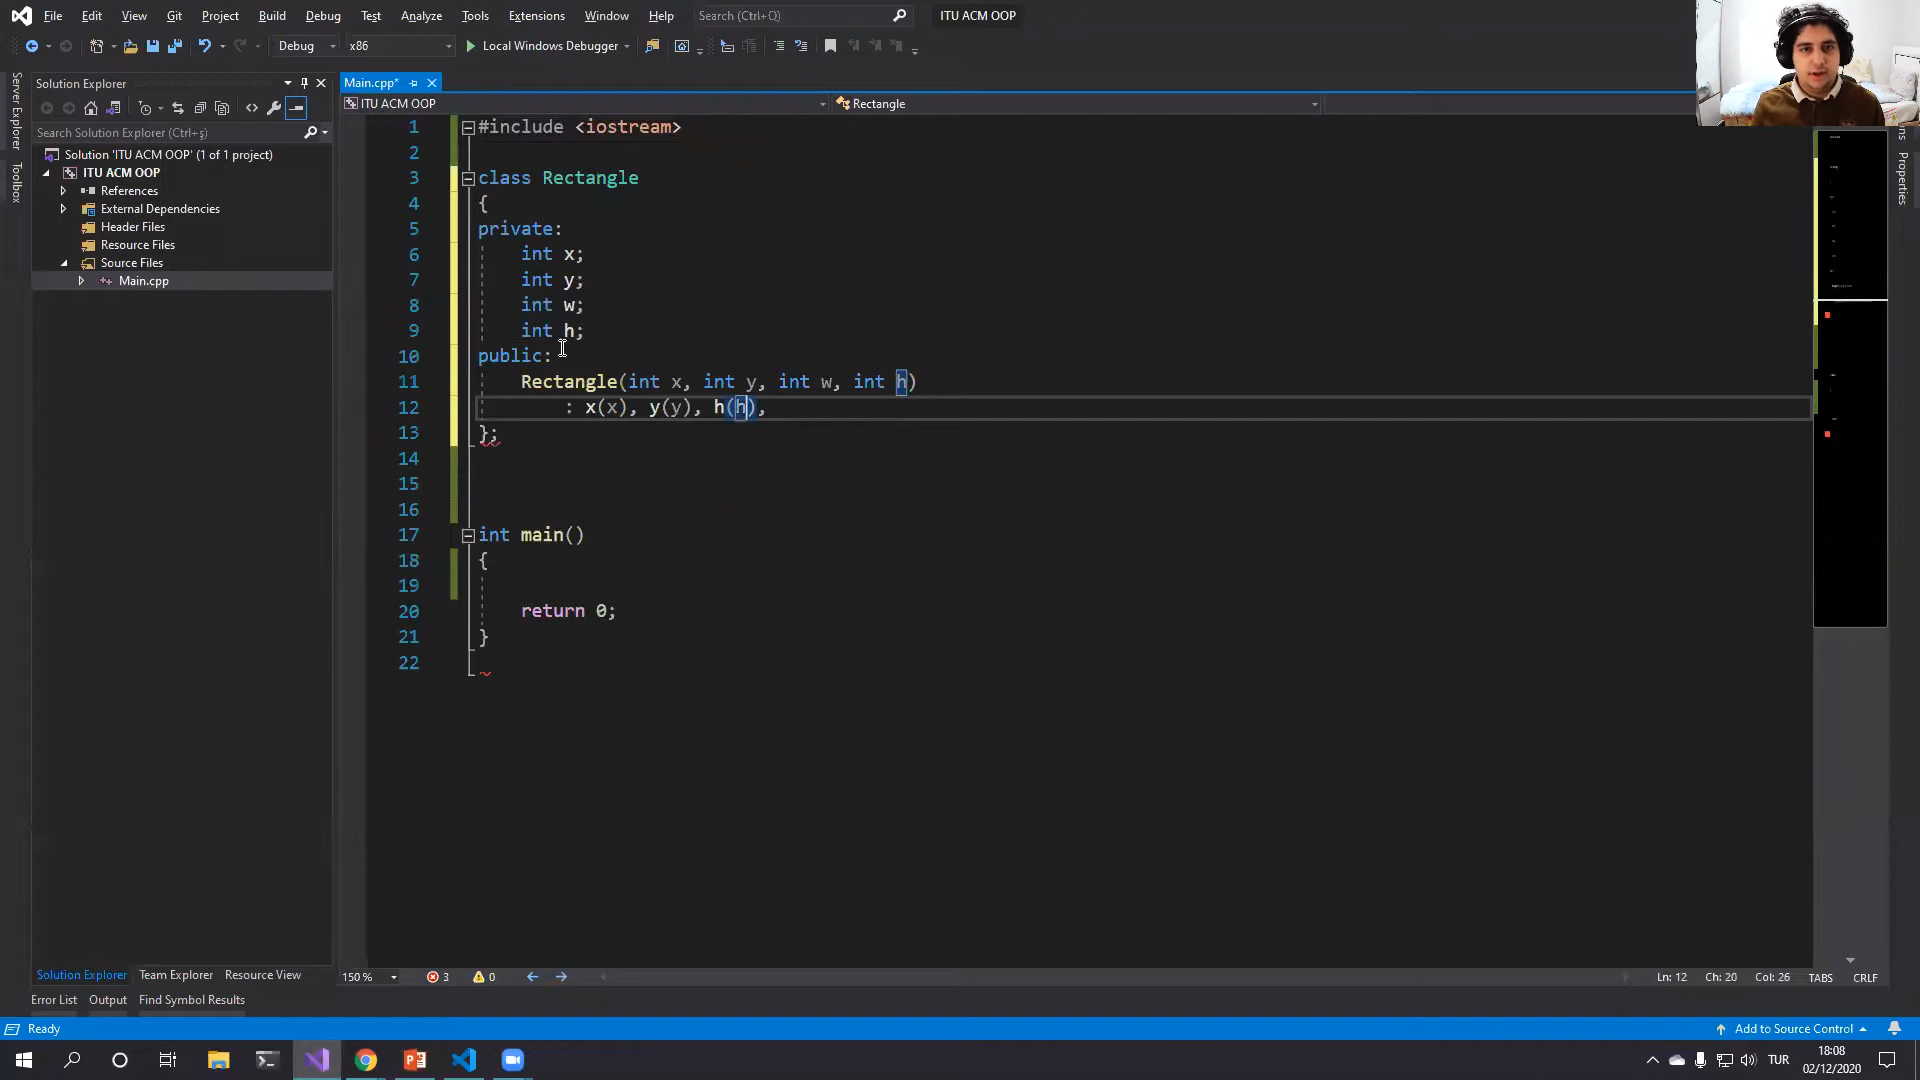 File Edit View Git Project Build Debug Test Analyze Tools Extensions Window Help Search (Ctrl+Q) ITU ACM OOP
Debug x86 Local Windows Debugger
Server Explorer
Toolbox
Solution Explorer
Search Solution Explorer (Ctrl+ş)
Solution 'ITU ACM OOP' (1 of 1 project)
ITU ACM OOP
References
External Dependencies
Header Files
Resource Files
Source Files
Main.cpp
Main.cpp*
ITU ACM OOP Rectangle
1 #include <iostream>
2
3 class Rectangle
4 {
5 private:
6 int x;
7 int y;
8 int w;
9 int h;
10 public:
11 Rectangle(int x, int y, int w, int h)
12 : x(x), y(y), h(h),
13 };
14
15
16
17 int main()
18 {
19
20 return 0;
21 }
22
Properties
Solution Explorer Team Explorer Resource View
150 % 3 0 Ln: 12 Ch: 20 Col: 26 TABS CRLF
Error List Output Find Symbol Results
Ready Add to Source Control
TUR 18:08
02/12/2020